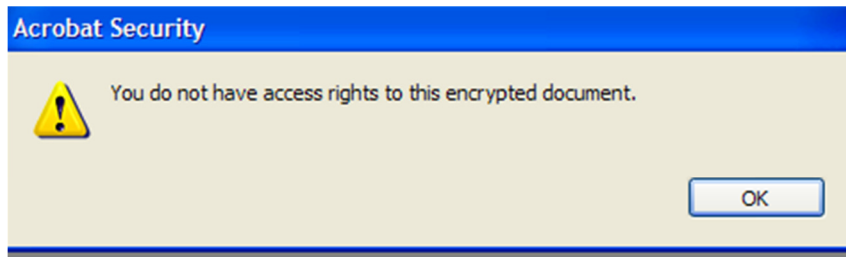 Acrobat Security
You do not have access rights to this encrypted document.
OK